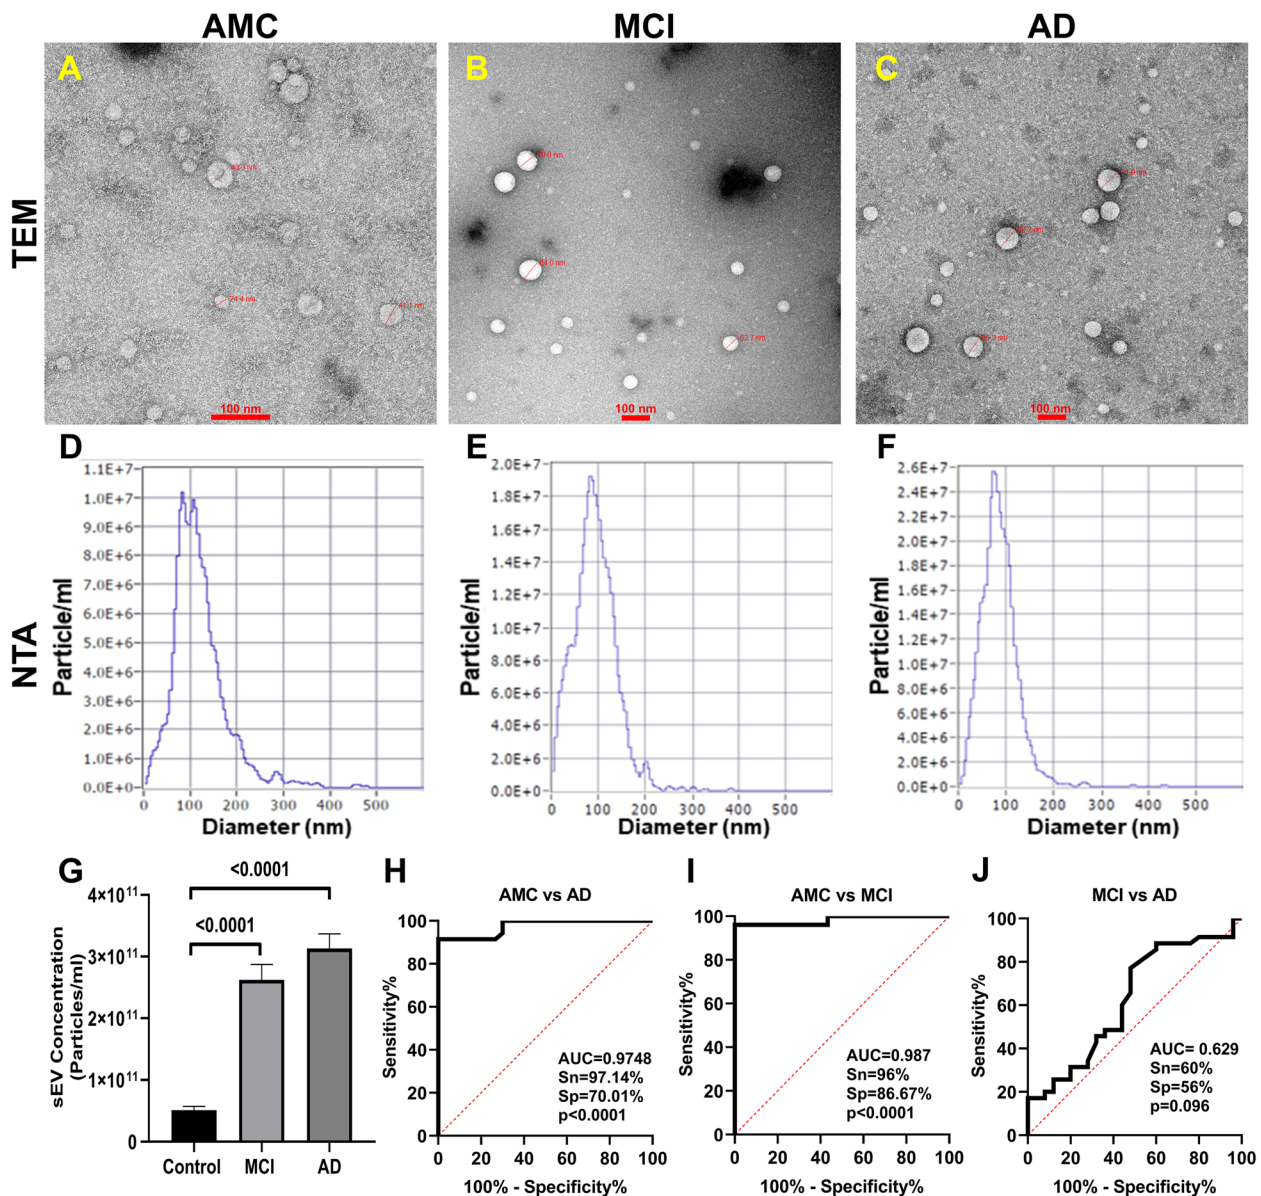 AMC
MCI
AD
TEM
A
B
C
24.4 nm
63.7 nm
100 nm
100 nm
100 nm
NTA
D
Particle/ml
1.1E+7
1.0E+7
9.0E+6
8.0E+6
7.0E+6
6.0E+6
5.0E+6
4.0E+6
3.0E+6
2.0E+6
1.0E+6
0.0E+0
0 100 200 300 400 500
Diameter (nm)
E
Particle/ml
2.0E+7
1.8E+7
1.6E+7
1.4E+7
1.2E+7
1.0E+7
8.0E+6
6.0E+6
4.0E+6
2.0E+6
0.0E+0
0 100 200 300 400 500
Diameter (nm)
F
Particle/ml
2.6E+7
2.4E+7
2.2E+7
2.0E+7
1.8E+7
1.6E+7
1.4E+7
1.2E+7
1.0E+7
8.0E+6
6.0E+6
4.0E+6
2.0E+6
0.0E+0
0 100 200 300 400 500
Diameter (nm)
G
sEV Concentration
(Particles/ml)
4×10¹¹
3×10¹¹
2×10¹¹
1×10¹¹
0
<0.0001
<0.0001
Control MCI AD
H
AMC vs AD
Sensitivity%
100
80
60
40
20
0
AUC=0.9748
Sn=97.14%
Sp=70.01%
p<0.0001
0 20 40 60 80 100
100% - Specificity%
I
AMC vs MCI
Sensitivity%
100
80
60
40
20
0
AUC=0.987
Sn=96%
Sp=86.67%
p<0.0001
0 20 40 60 80 100
100% - Specificity%
J
MCI vs AD
Sensitivity%
100
80
60
40
20
0
AUC= 0.629
Sn=60%
Sp=56%
p=0.096
0 20 40 60 80 100
100% - Specificity%